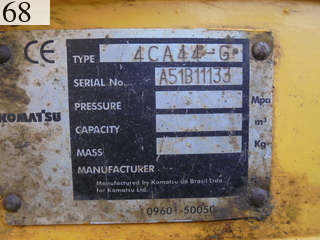 68
CE
KOMATSU
TYPE 4CA44-G
SERIAL No. A51B11133
PRESSURE Mpa
CAPACITY m³
MASS Kg
MANUFACTURER
Manufactured by Komatsu do Brasil Ltda.
for Komatsu Ltd.
09601-50050